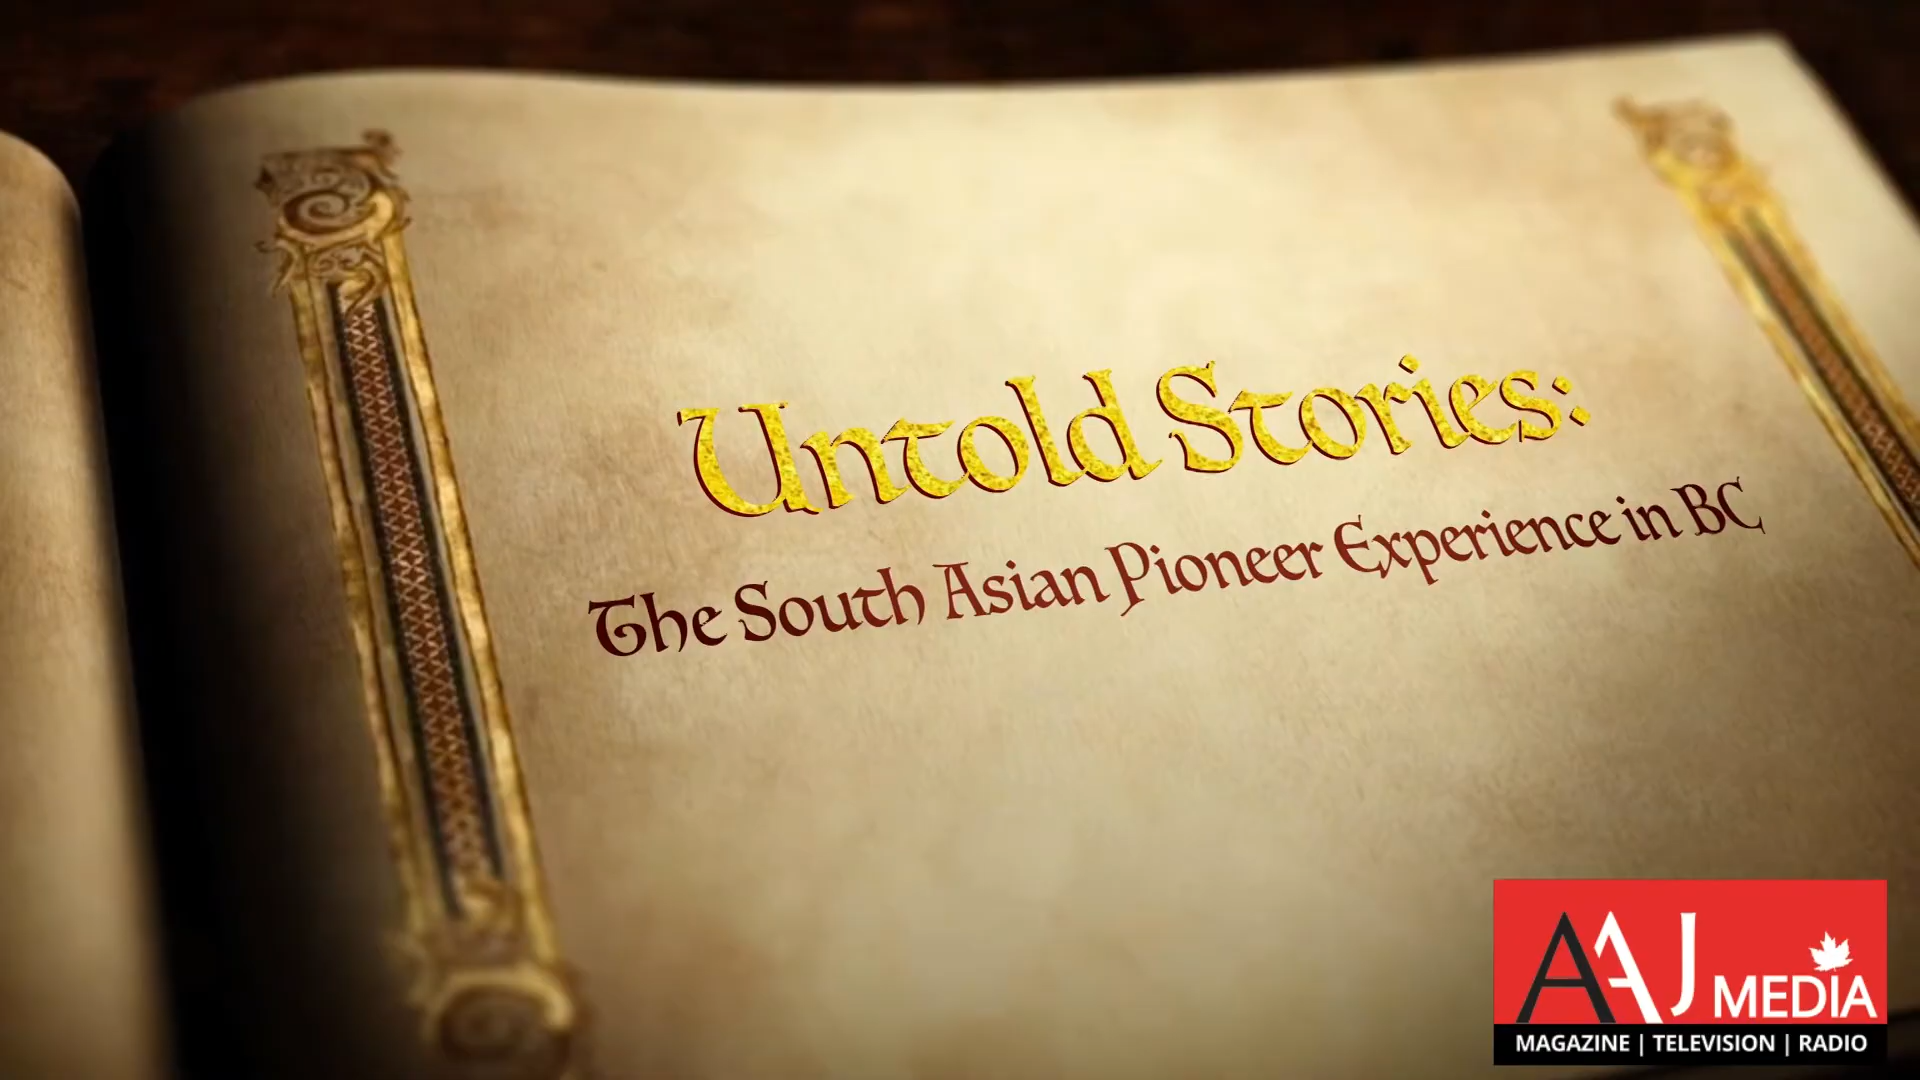 Untold Stories:
The South Asian Pioneer Experience in BC
AAJ MEDIA
MAGAZINE | TELEVISION | RADIO